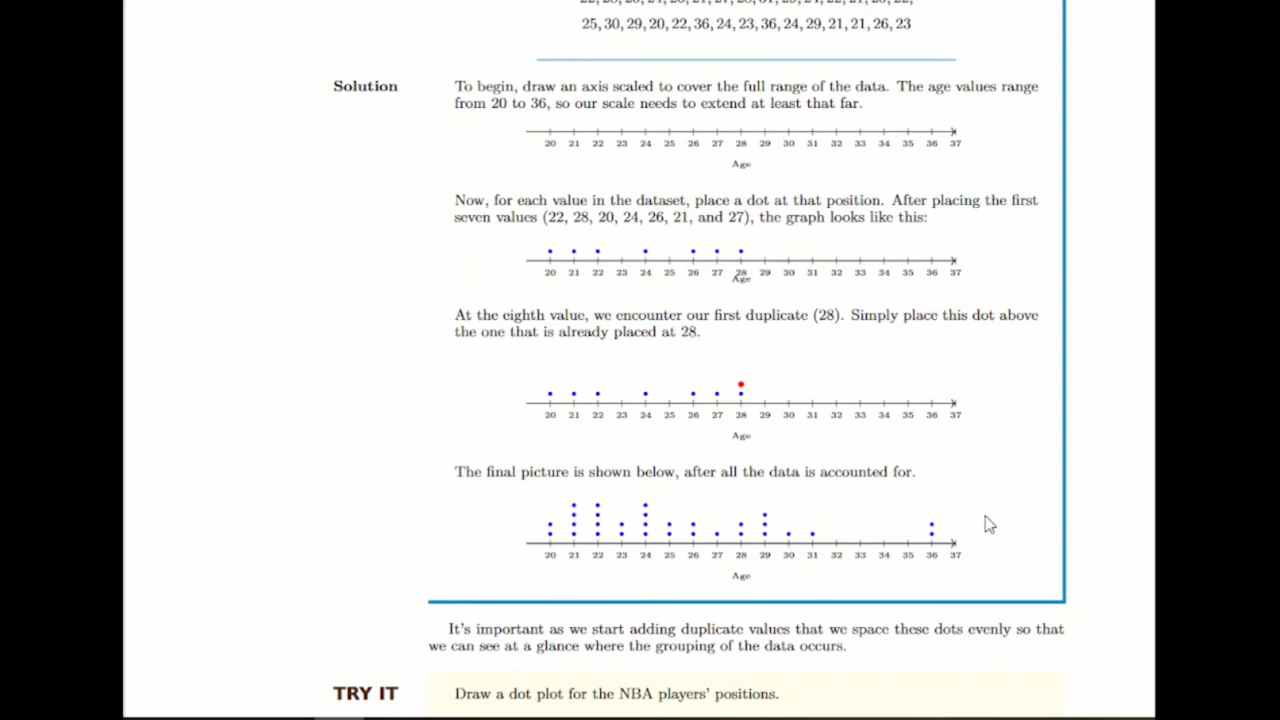 25, 30, 29, 20, 22, 36, 24, 23, 36, 24, 29, 21, 21, 26, 23
Solution
To begin, draw an axis scaled to cover the full range of the data. The age values range
from 20 to 36, so our scale needs to extend at least that far.
20 21 22 23 24 25 26 27 28 29 30 31 32 33 34 35 36 37
Age
Now, for each value in the dataset, place a dot at that position. After placing the first
seven values (22, 28, 20, 24, 26, 21, and 27), the graph looks like this:
20 21 22 23 24 25 26 27 28 29 30 31 32 33 34 35 36 37
Age
At the eighth value, we encounter our first duplicate (28). Simply place this dot above
the one that is already placed at 28.
20 21 22 23 24 25 26 27 28 29 30 31 32 33 34 35 36 37
Age
The final picture is shown below, after all the data is accounted for.
20 21 22 23 24 25 26 27 28 29 30 31 32 33 34 35 36 37
Age
It's important as we start adding duplicate values that we space these dots evenly so that
we can see at a glance where the grouping of the data occurs.
TRY IT
Draw a dot plot for the NBA players' positions.